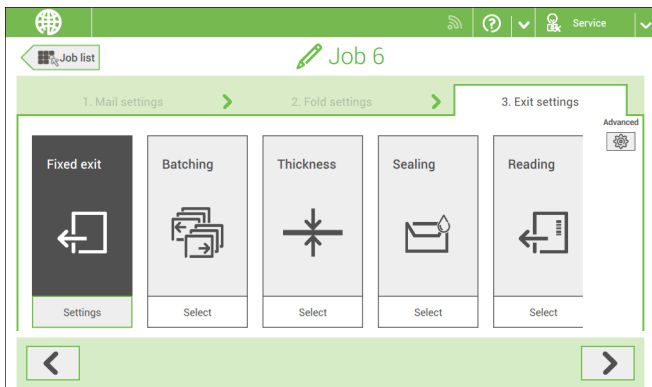 Service
Job list
Job 6
1. Mail settings
2. Fold settings
3. Exit settings
Advanced
Fixed exit
Batching
Thickness
Sealing
Reading
Settings
Select
Select
Select
Select